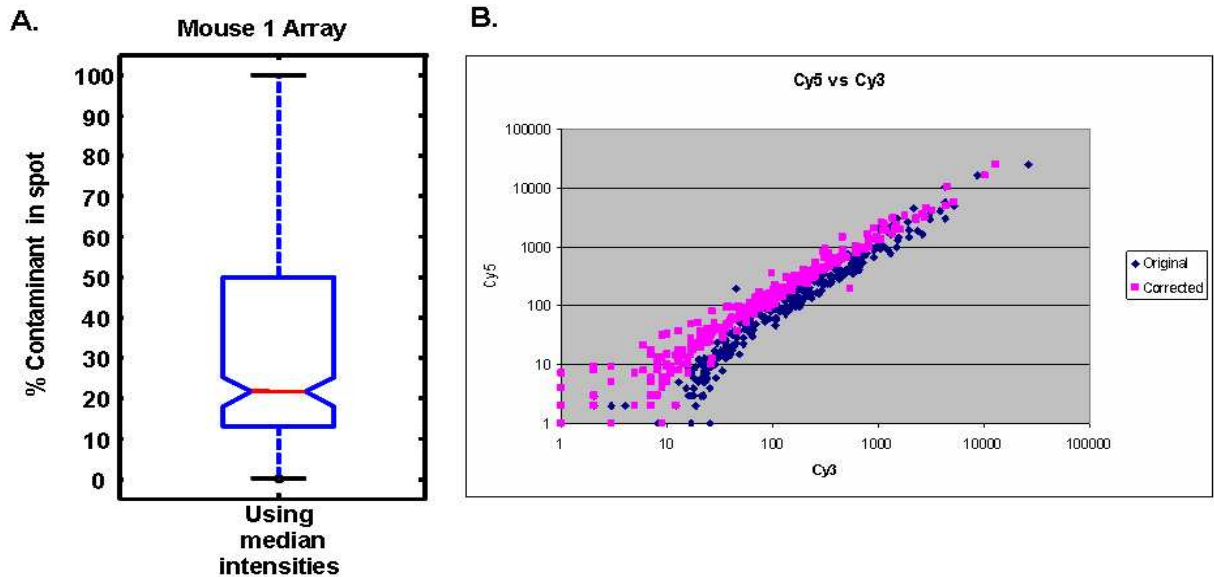 A.
Mouse 1 Array
% Contaminant in spot
100
90
80
70
60
50
40
30
20
10
0
Using
median
intensities
B.
Cy5 vs Cy3
Cy5
100000
10000
1000
100
10
1
1 10 100 1000 10000 100000
Cy3
Original
Corrected